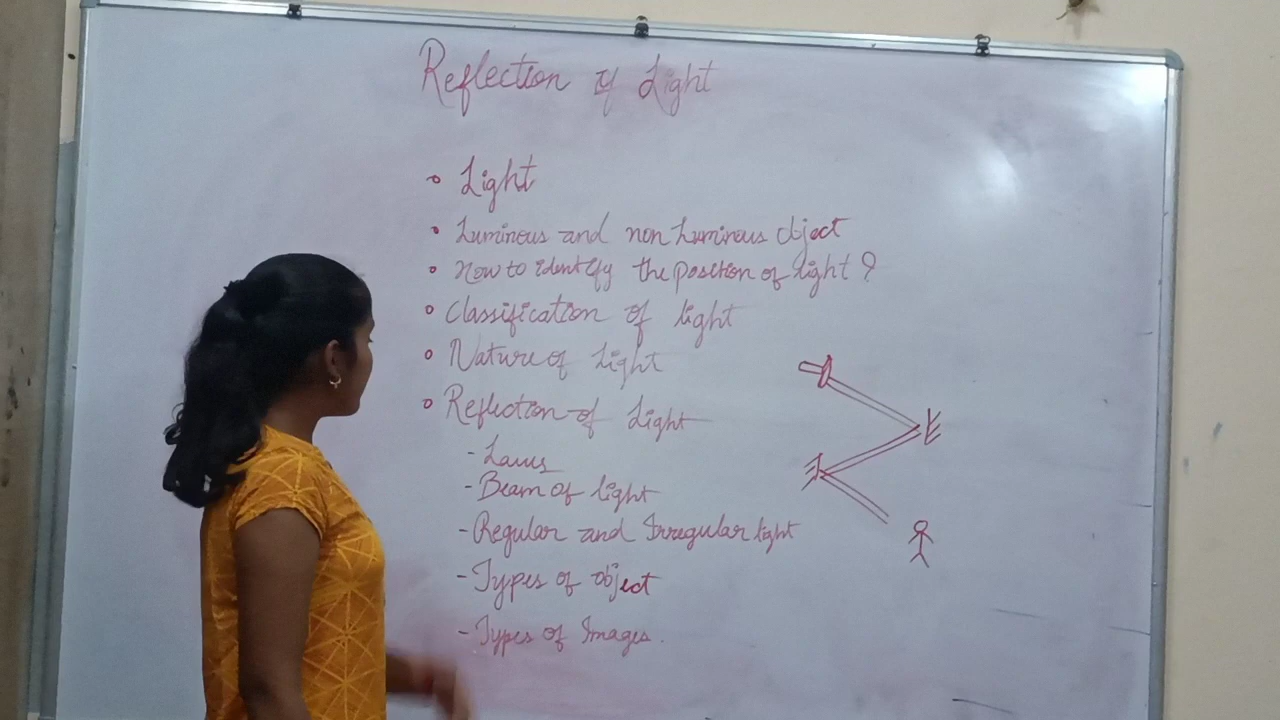 Reflection of Light
Light
Luminous and non Luminous object
How to identify the position of light ?
Classification of light
Nature of Light
Reflection of Light
- Laws
- Beam of light
- Regular and Irregular light
- Types of object
- Types of Images.